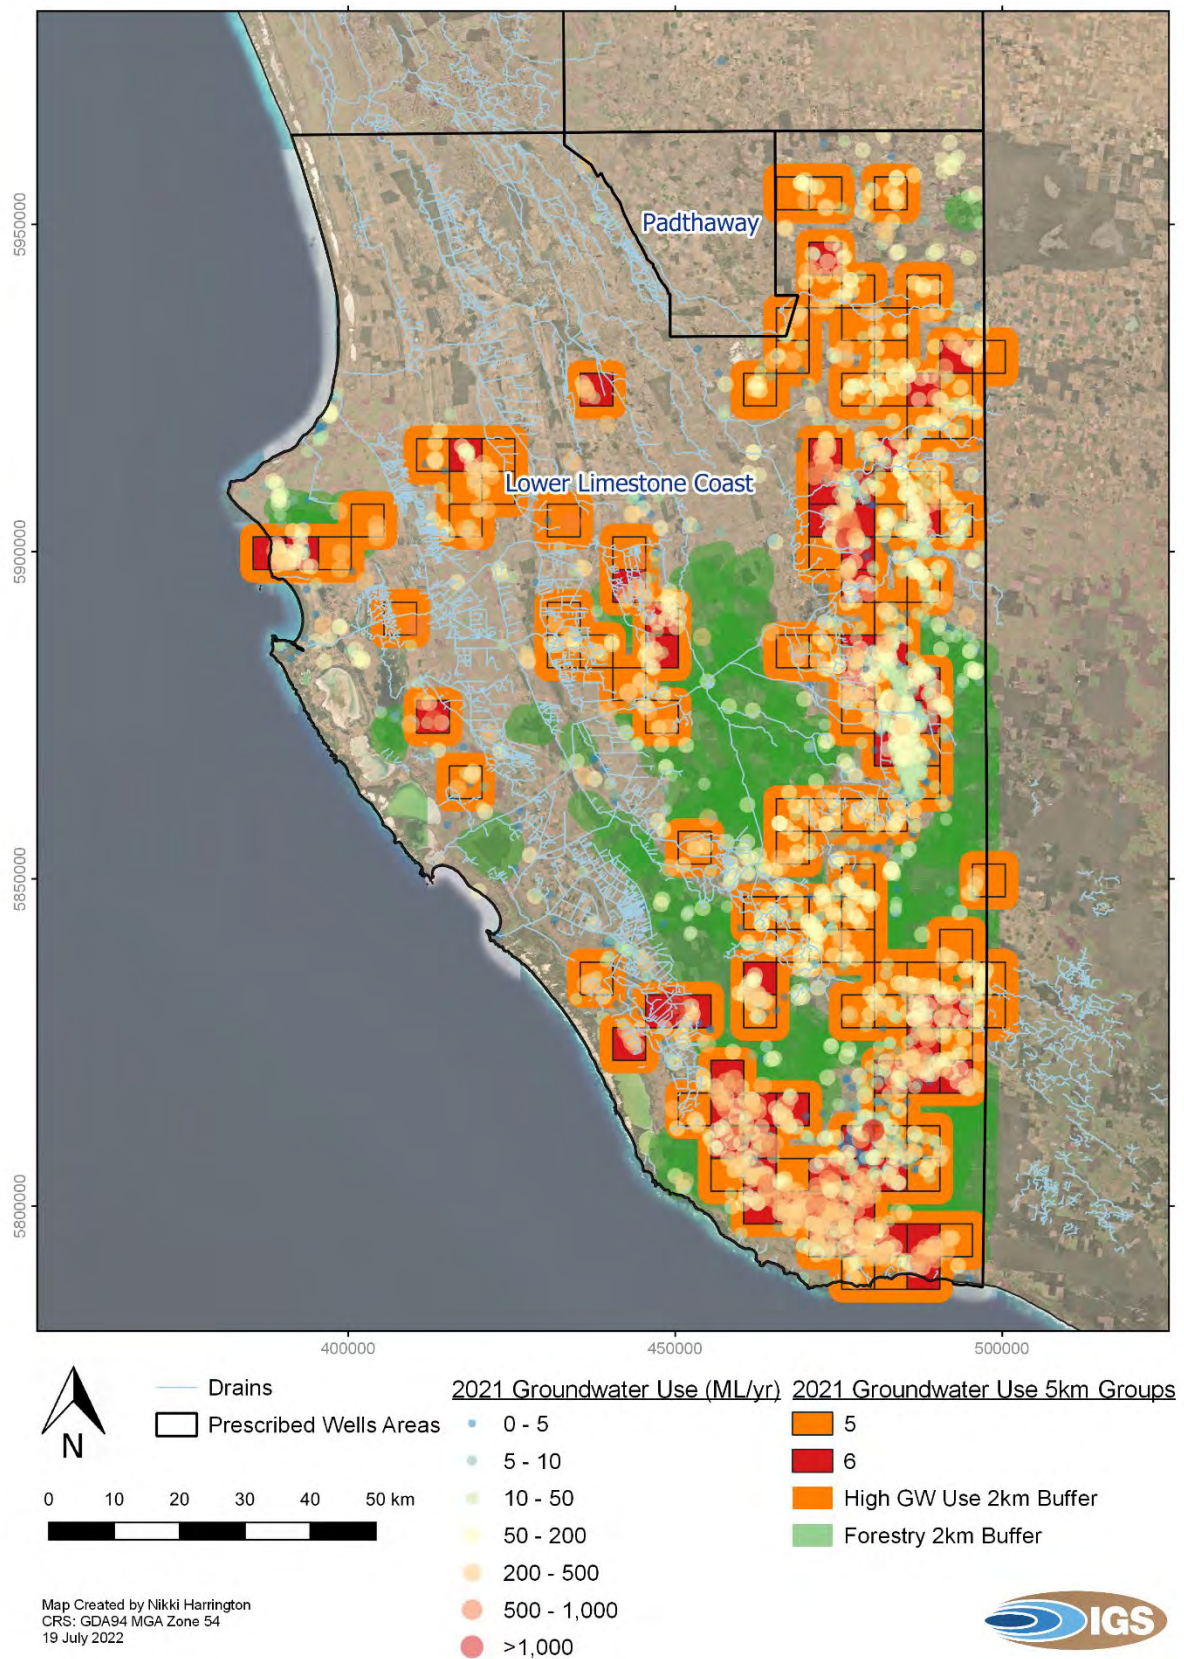 5950000
5900000
5850000
5800000
Padthaway
Lower Limestone Coast
400000
450000
500000
N
Drains
Prescribed Wells Areas
0 10 20 30 40 50 km
Map Created by Nikki Harrington
CRS: GDA94 MGA Zone 54
19 July 2022
2021 Groundwater Use (ML/yr)
0 - 5
5 - 10
10 - 50
50 - 200
200 - 500
500 - 1,000
>1,000
2021 Groundwater Use 5km Groups
5
6
High GW Use 2km Buffer
Forestry 2km Buffer
IGS